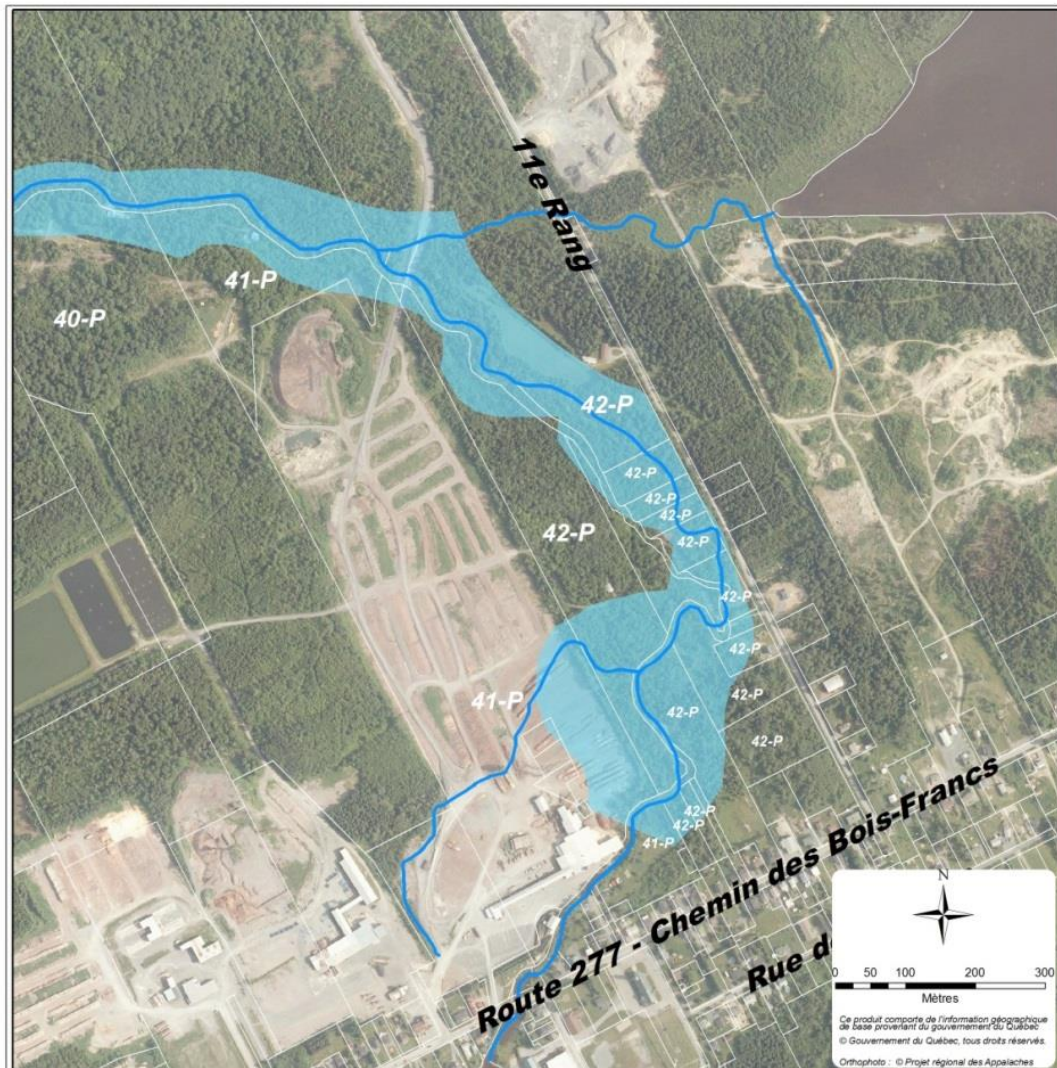 11e Rang
41-P
40-P
42-P
42-P
42-P
42-P
42-P
42-P
42-P
42-P
42-P
41-P
42-P
42-P
42-P
42-P
41-P
Route 277 - Chemin des Bois-Francs
Rue d
N
0 50 100 200 300
Mètres
Ce produit comporte de l'information géographique
de base provenant du gouvernement du Québec
© Gouvernement du Québec, tous droits réservés.
Orthophoto : © Projet régional des Appalaches